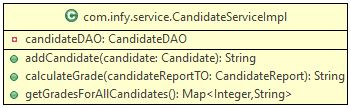 com.infy.service.CandidateServiceImpl
candidateDAO: CandidateDAO
addCandidate(candidate: Candidate): String
calculateGrade(candidateReportTO: CandidateReport): String
getGradesForAllCandidates(): Map<Integer,String>